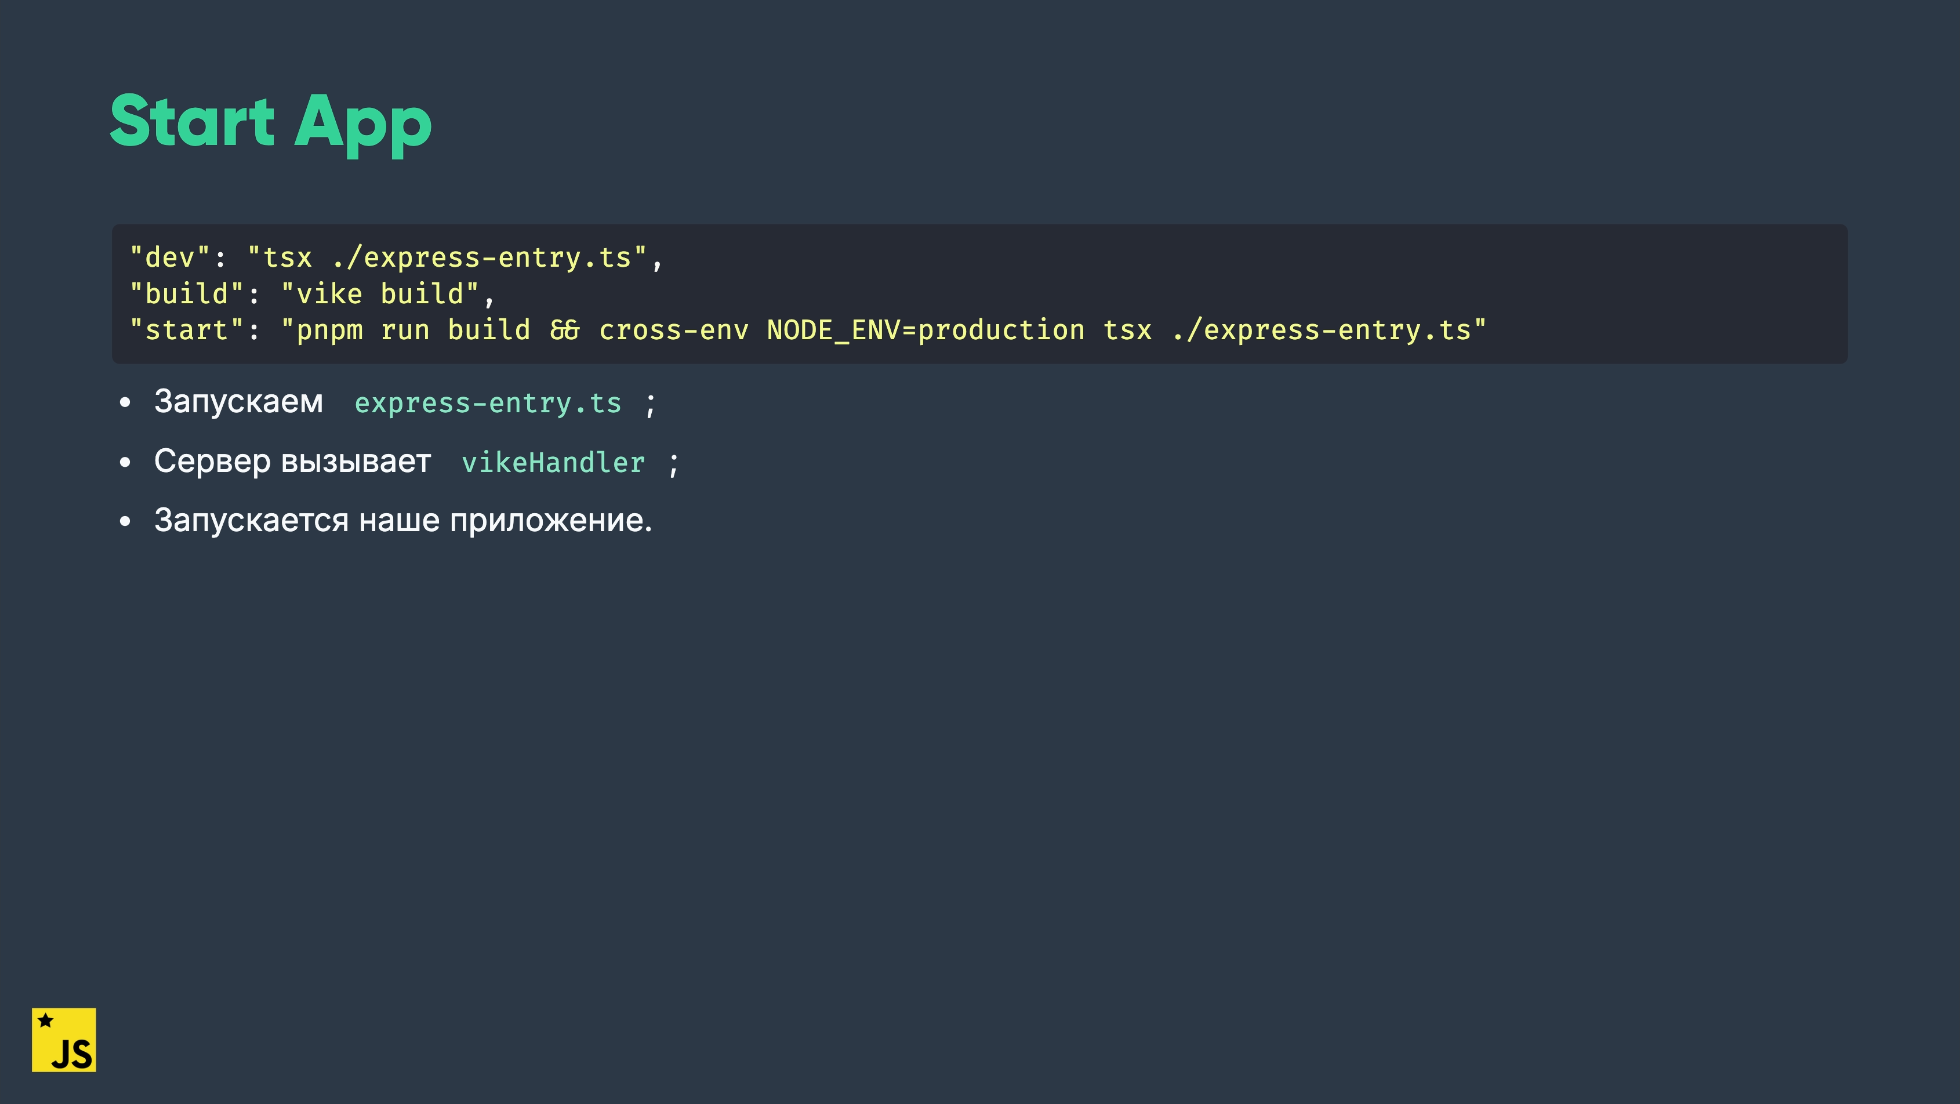 Start App
"dev": "tsx ./express-entry.ts",
"build": "vike build",
"start": "pnpm run build && cross-env NODE_ENV=production tsx ./express-entry.ts"
• Запускаем express-entry.ts ;
• Сервер вызывает vikeHandler ;
• Запускается наше приложение.
JS